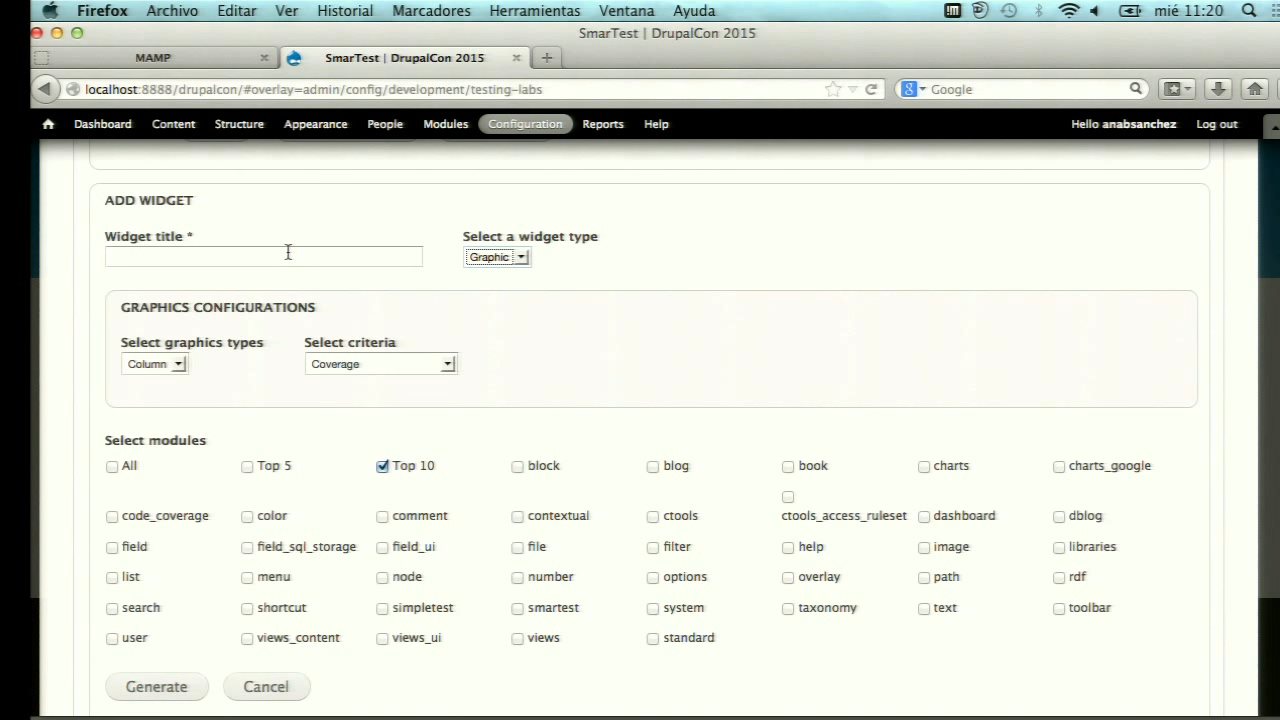 Firefox Archivo Editar Ver Historial Marcadores Herramientas Ventana Ayuda mié 11:20
SmarTest | DrupalCon 2015
MAMP SmarTest | DrupalCon 2015
localhost:8888/drupalcon/#overlay=admin/config/development/testing-labs Google
Dashboard Content Structure Appearance People Modules Configuration Reports Help Hello anabsanchez Log out
ADD WIDGET
Widget title * Select a widget type
Graphic
GRAPHICS CONFIGURATIONS
Select graphics types Select criteria
Column Coverage
Select modules
All Top 5 Top 10 block blog book charts charts_google
code_coverage color comment contextual ctools ctools_access_ruleset dashboard dblog
field field_sql_storage field_ui file filter help image libraries
list menu node number options overlay path rdf
search shortcut simpletest smartest system taxonomy text toolbar
user views_content views_ui views standard
Generate Cancel